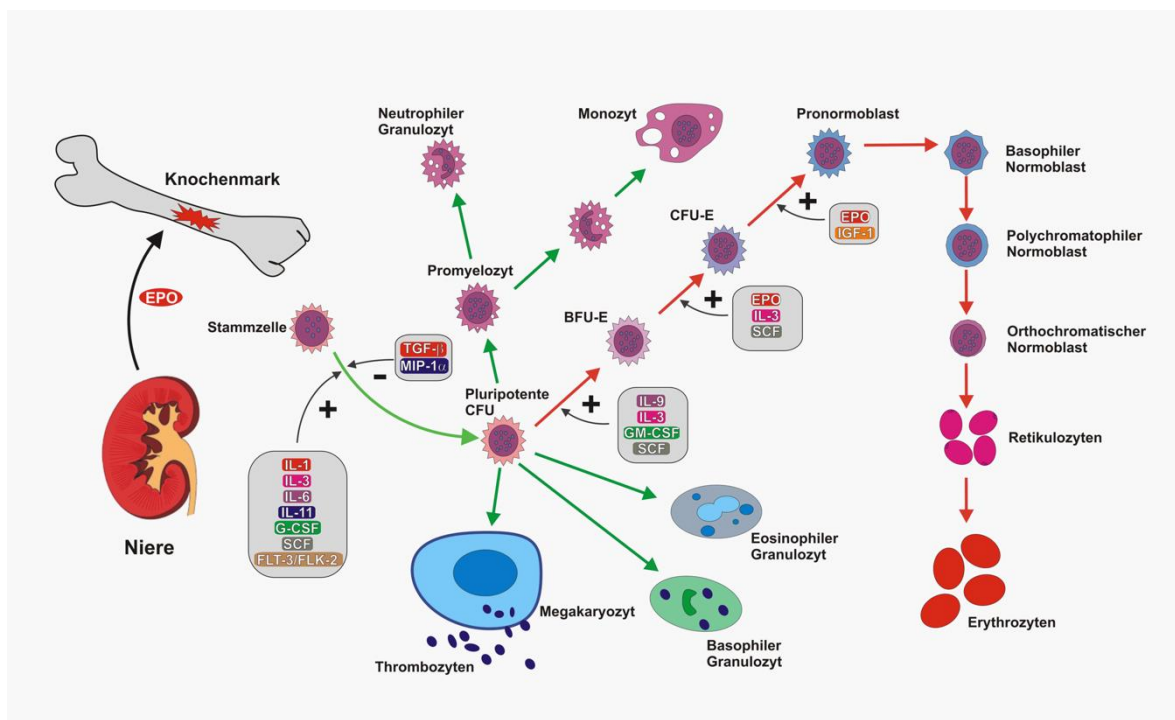 Neutrophiler
Granulozyt
Monozyt
Pronormoblast
Basophiler
Normoblast
Knochenmark
CFU-E
EPO
IGF-1
Polychromatophiler
Normoblast
Promyelozyt
EPO
Stammzelle
BFU-E
EPO
IL-3
SCF
Orthochromatischer
Normoblast
TGF-β
MIP-1α
Pluripotente
CFU
IL-9
IL-3
GM-CSF
SCF
Retikulozyten
IL-1
IL-3
IL-6
IL-11
G-CSF
SCF
FLT-3/FLK-2
Niere
Eosinophiler
Granulozyt
Megakaryozyt
Erythrozyten
Thrombozyten
Basophiler
Granulozyt
+
-
+
+
+